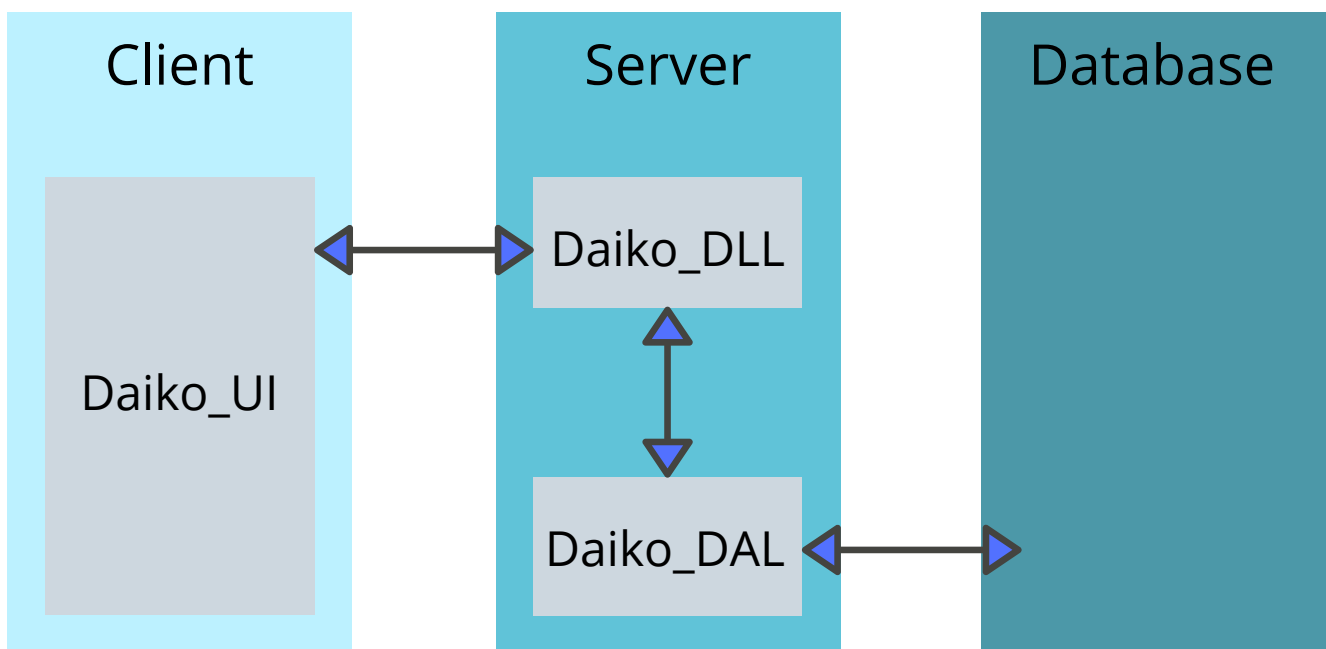 Client
Server
Database
Daiko_UI
Daiko_DLL
Daiko_DAL